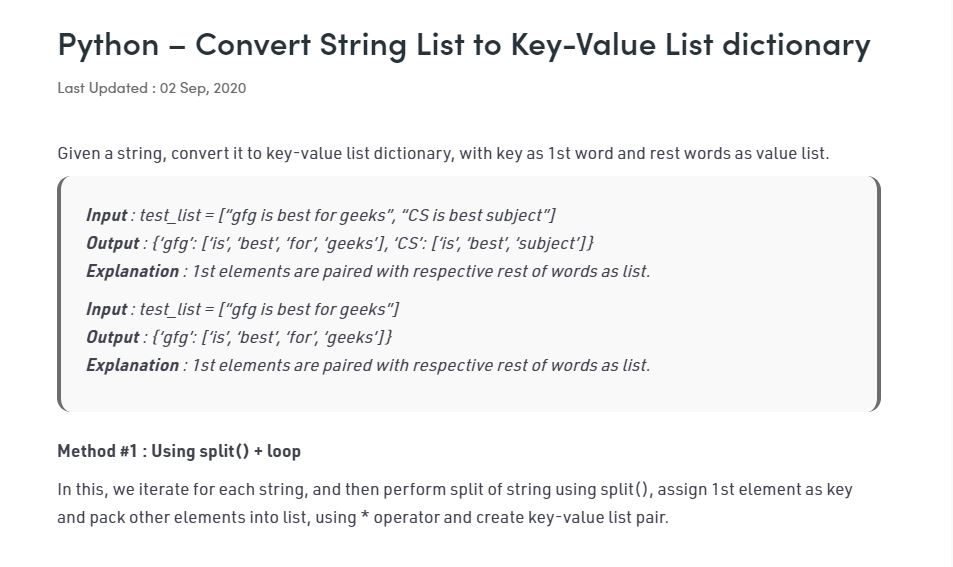 Python – Convert String List to Key-Value List dictionary
Last Updated : 02 Sep, 2020
Given a string, convert it to key-value list dictionary, with key as 1st word and rest words as value list.
Input : test_list = [“gfg is best for geeks”, “CS is best subject”]
Output : {‘gfg’: [‘is’, ‘best’, ‘for’, ‘geeks’], ‘CS’: [‘is’, ‘best’, ‘subject’]}
Explanation : 1st elements are paired with respective rest of words as list.
Input : test_list = [“gfg is best for geeks”]
Output : {‘gfg’: [‘is’, ‘best’, ‘for’, ‘geeks’]}
Explanation : 1st elements are paired with respective rest of words as list.
Method #1 : Using split() + loop
In this, we iterate for each string, and then perform split of string using split(), assign 1st element as key
and pack other elements into list, using * operator and create key-value list pair.